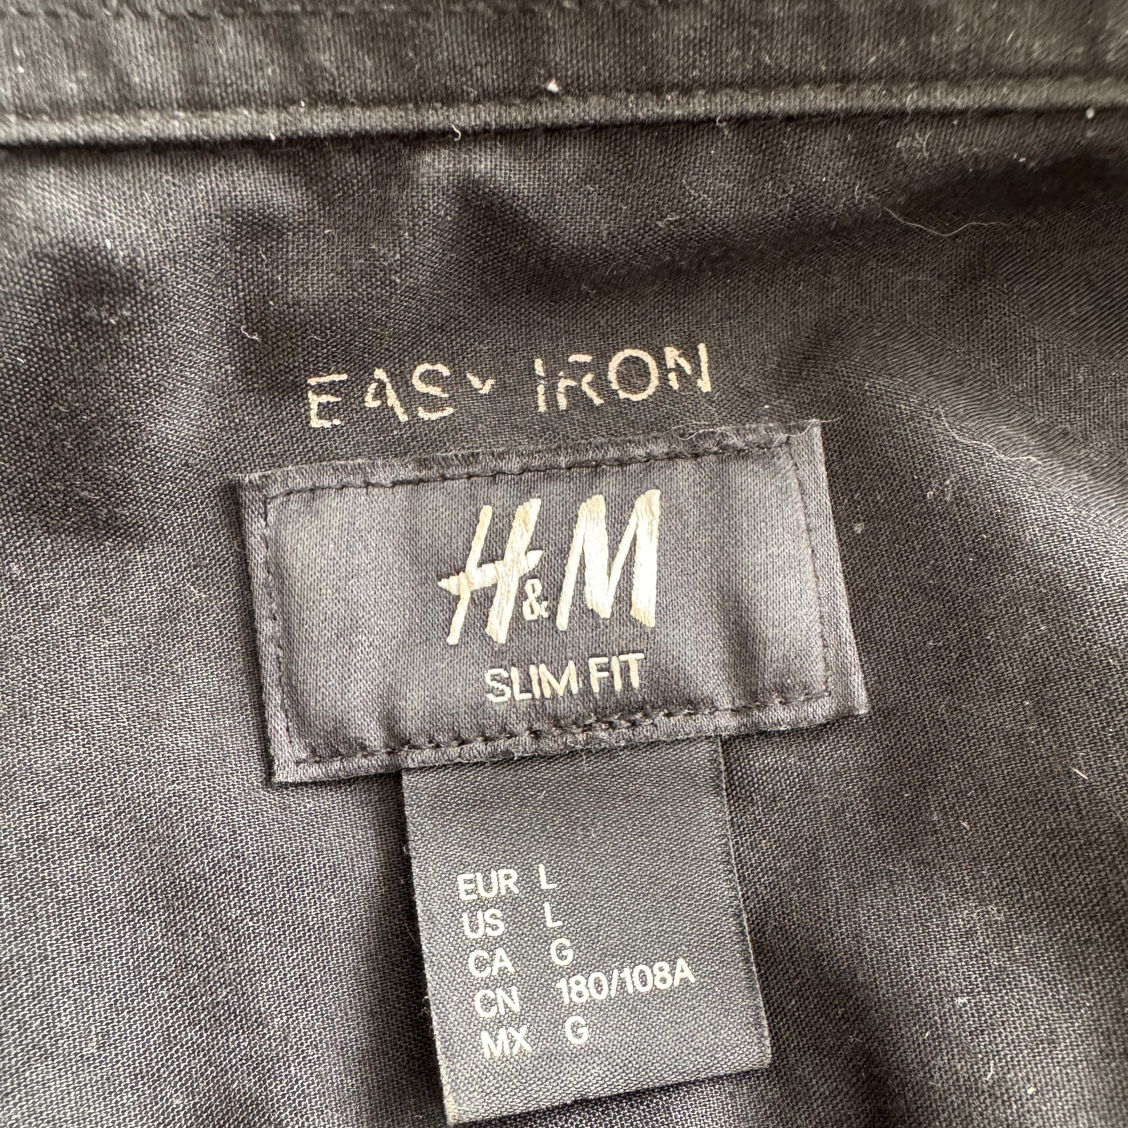 EASY IRON
H&M
SLIM FIT
EUR L
US L
CA G
CN 180/108A
MX G